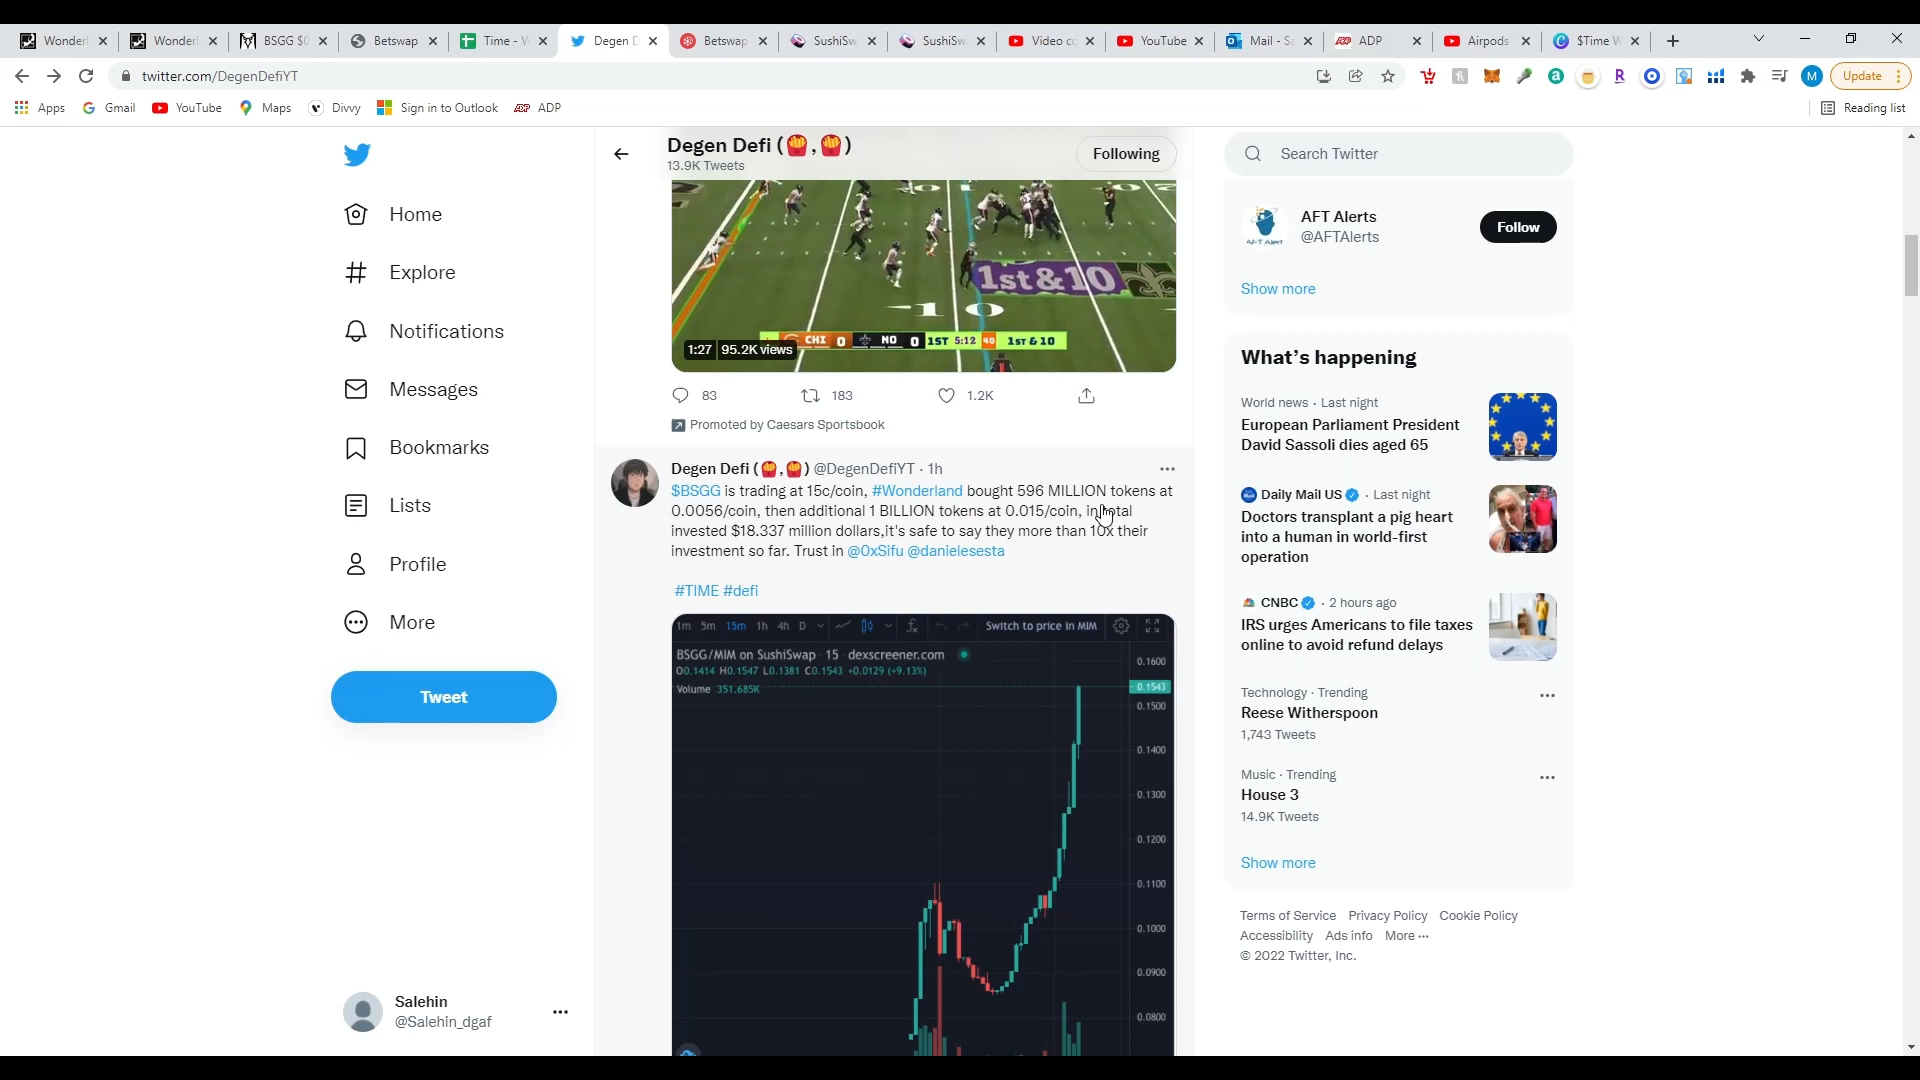 Wonder
Wonder
BSGG $0
Betswap
Time - W
Degen D
Betswap
SushiSw
SushiSw
Video co
YouTube
Mail - Sa
ADP
Airpods
$Time W
twitter.com/DegenDefiYT
Update
Apps
Gmail
YouTube
Maps
Divvy
Sign in to Outlook
ADP
Reading list
Home
Explore
Notifications
Messages
Bookmarks
Lists
Profile
More
Tweet
Salehin
@Salehin_dgaf
Degen Defi (🍟,🍟)
13.9K Tweets
Following
1st&10
10
CHI 0 NO 0 1ST 5:12 40 1ST & 10
1:27 95.2K views
83
183
1.2K
Promoted by Caesars Sportsbook
Degen Defi (🍟,🍟) @DegenDefiYT · 1h
$BSGG is trading at 15c/coin, #Wonderland bought 596 MILLION tokens at
0.0056/coin, then additional 1 BILLION tokens at 0.015/coin, in total
invested $18.337 million dollars,it's safe to say they more than 10x their
investment so far. Trust in @0xSifu @danielesesta
#TIME #defi
1m 5m 15m 1h 4h D
Switch to price in MIM
BSGG/MIM on SushiSwap 15 dexscreener.com
O0.1414 H0.1547 L0.1381 C0.1543 +0.0129 (+9.13%)
Volume 351.685K
0.1600
0.1543
0.1500
0.1400
0.1300
0.1200
0.1100
0.1000
0.0900
0.0800
Search Twitter
AFT Alert
AFT Alerts
@AFTAlerts
Follow
Show more
What's happening
World news · Last night
European Parliament President
David Sassoli dies aged 65
Daily Mail US · Last night
Doctors transplant a pig heart
into a human in world-first
operation
CNBC · 2 hours ago
IRS urges Americans to file taxes
online to avoid refund delays
Technology · Trending
Reese Witherspoon
1,743 Tweets
Music · Trending
House 3
14.9K Tweets
Show more
Terms of Service Privacy Policy Cookie Policy
Accessibility Ads info More ···
© 2022 Twitter, Inc.